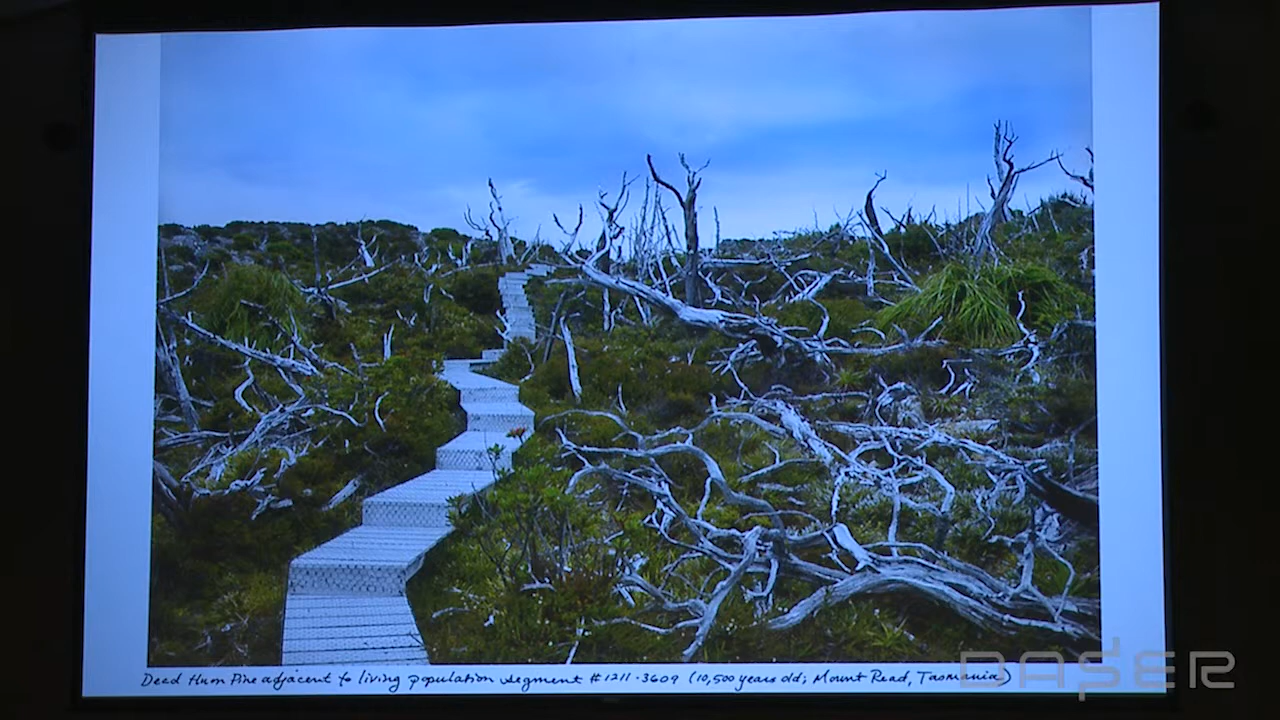 Dead Huon Pine adjacent to living population segment #1211-3609 (10,500 years old; Mount Read, Tasmania)
DASER